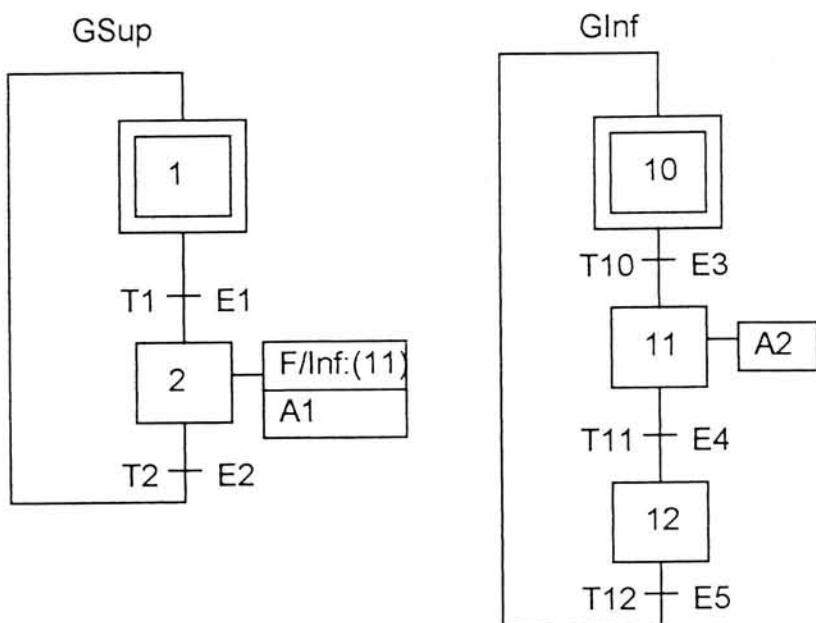 GSup
1
T1 E1
2
F/Inf:(11)
A1
T2 E2
GInf
10
T10 E3
11
A2
T11 E4
12
T12 E5